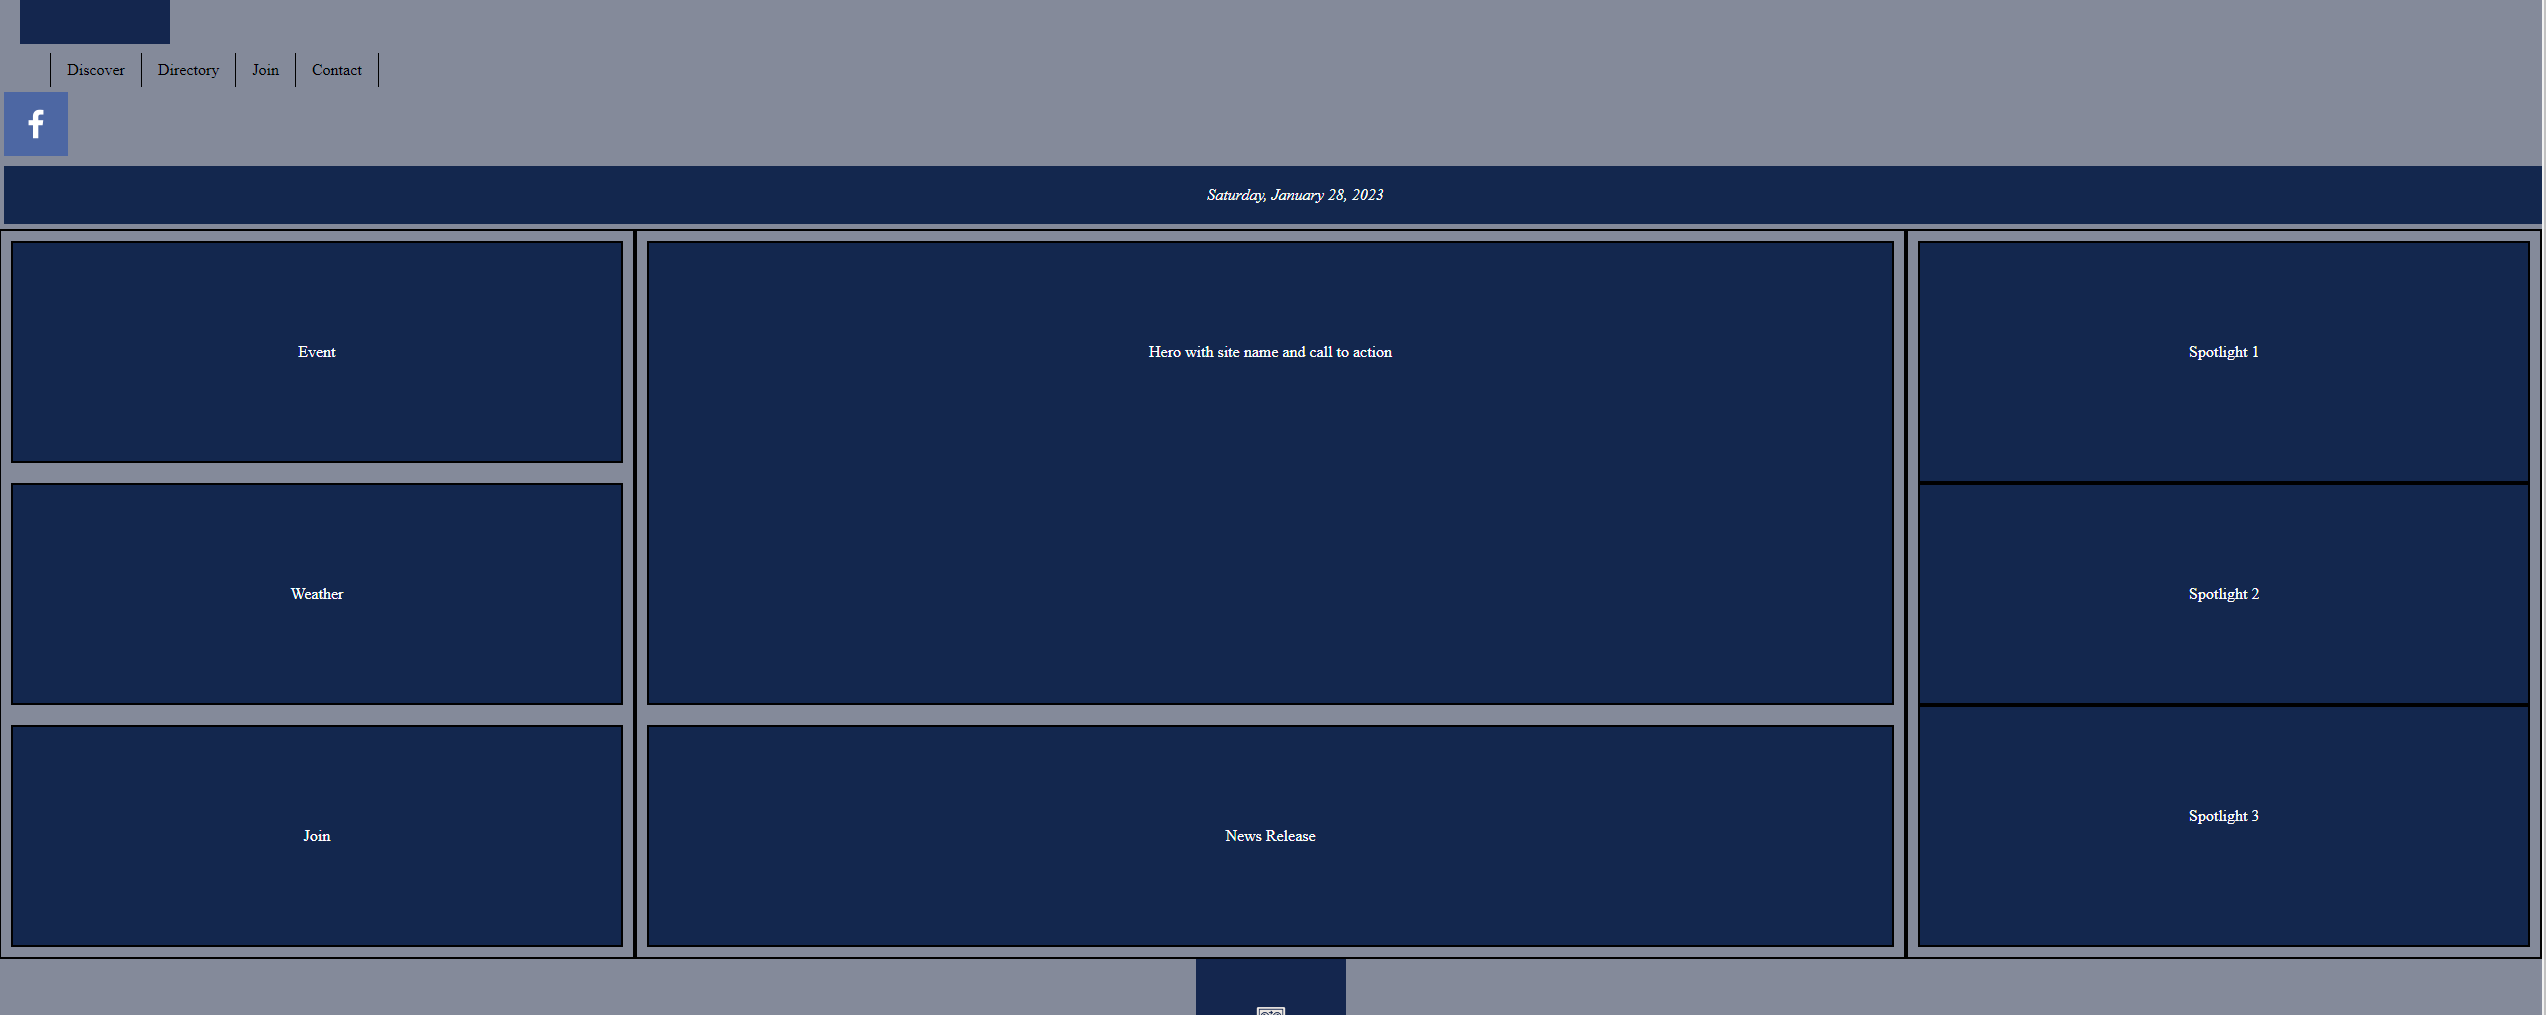 Discover Directory Join Contact
f
Saturday, January 28, 2023
Event
Hero with site name and call to action
Spotlight 1
Weather
Spotlight 2
Join
News Release
Spotlight 3